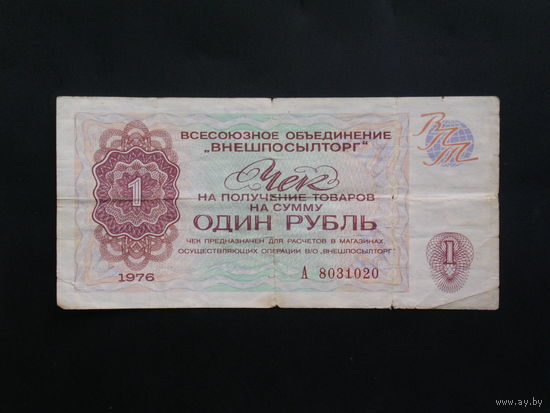 ВСЕСОЮЗНОЕ ОБЪЕДИНЕНИЕ
„ВНЕШПОСЫЛТОРГ"
ВПТ
Чек
НА ПОЛУЧЕНИЕ ТОВАРОВ
НА СУММУ
ОДИН РУБЛЬ
ЧЕК ПРЕДНАЗНАЧЕН ДЛЯ РАСЧЕТОВ В МАГАЗИНАХ,
ОСУЩЕСТВЛЯЮЩИХ ОПЕРАЦИИ В/О „ВНЕШПОСЫЛТОРГ"
1
1
1976
А 8031020
www.ay.by